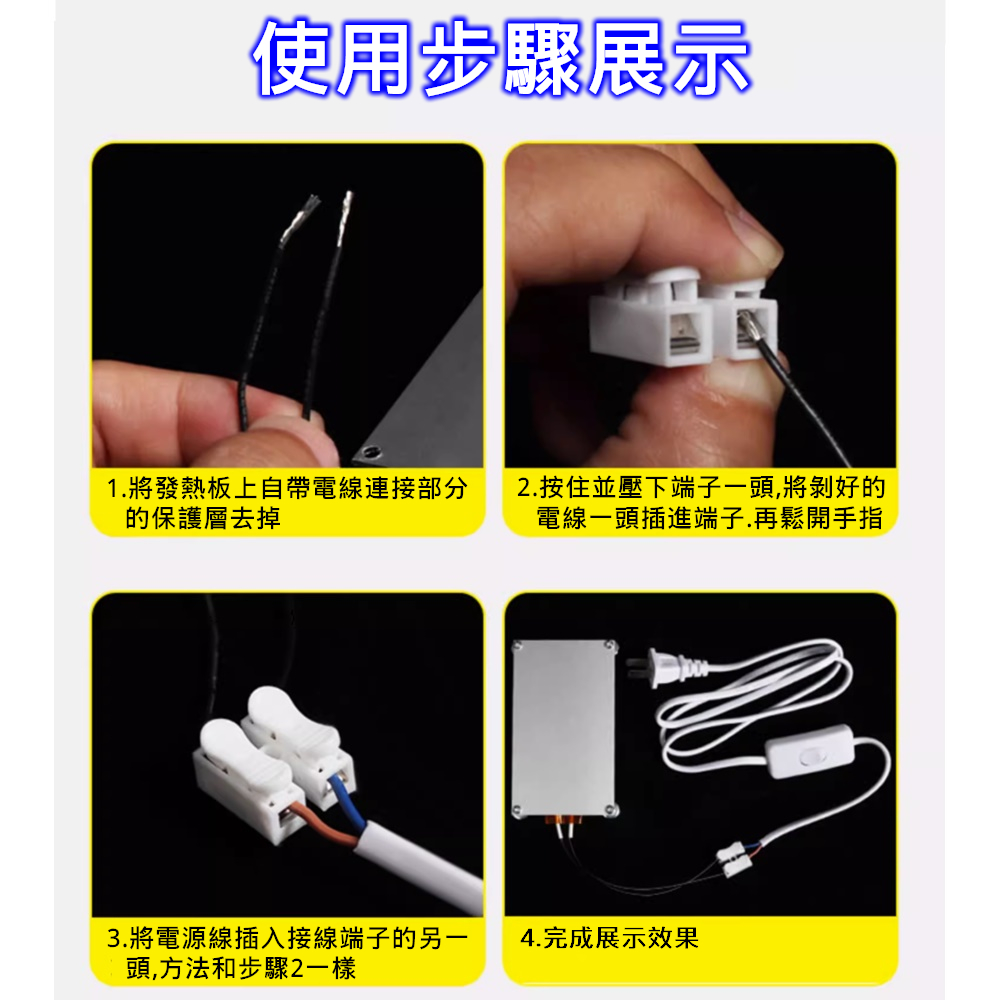 使用步驟展示
1.將發熱板上自帶電線連接部分
的保護層去掉
2.按住並壓下端子一頭,將剝好的
電線一頭插進端子.再鬆開手指
3.將電源線插入接線端子的另一
頭,方法和步驟2一樣
4.完成展示效果